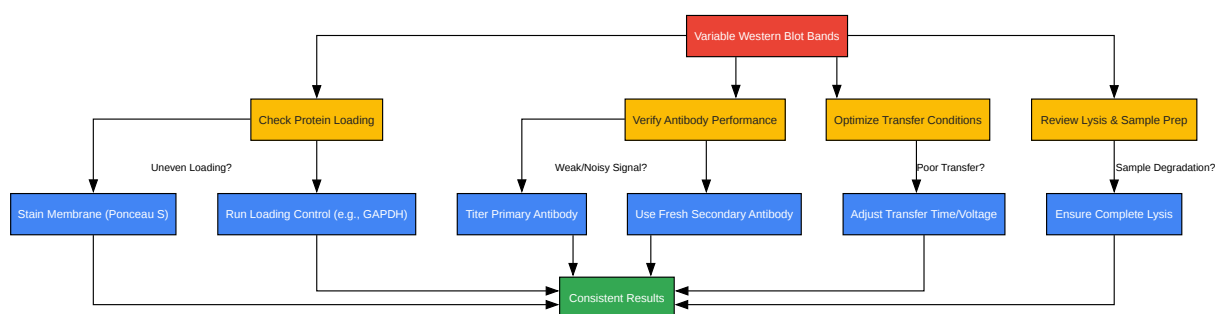 Variable Western Blot Bands
Check Protein Loading
Verify Antibody Performance
Optimize Transfer Conditions
Review Lysis & Sample Prep
Uneven Loading?
Weak/Noisy Signal?
Poor Transfer?
Sample Degradation?
Stain Membrane (Ponceau S)
Run Loading Control (e.g., GAPDH)
Titer Primary Antibody
Use Fresh Secondary Antibody
Adjust Transfer Time/Voltage
Ensure Complete Lysis
Consistent Results